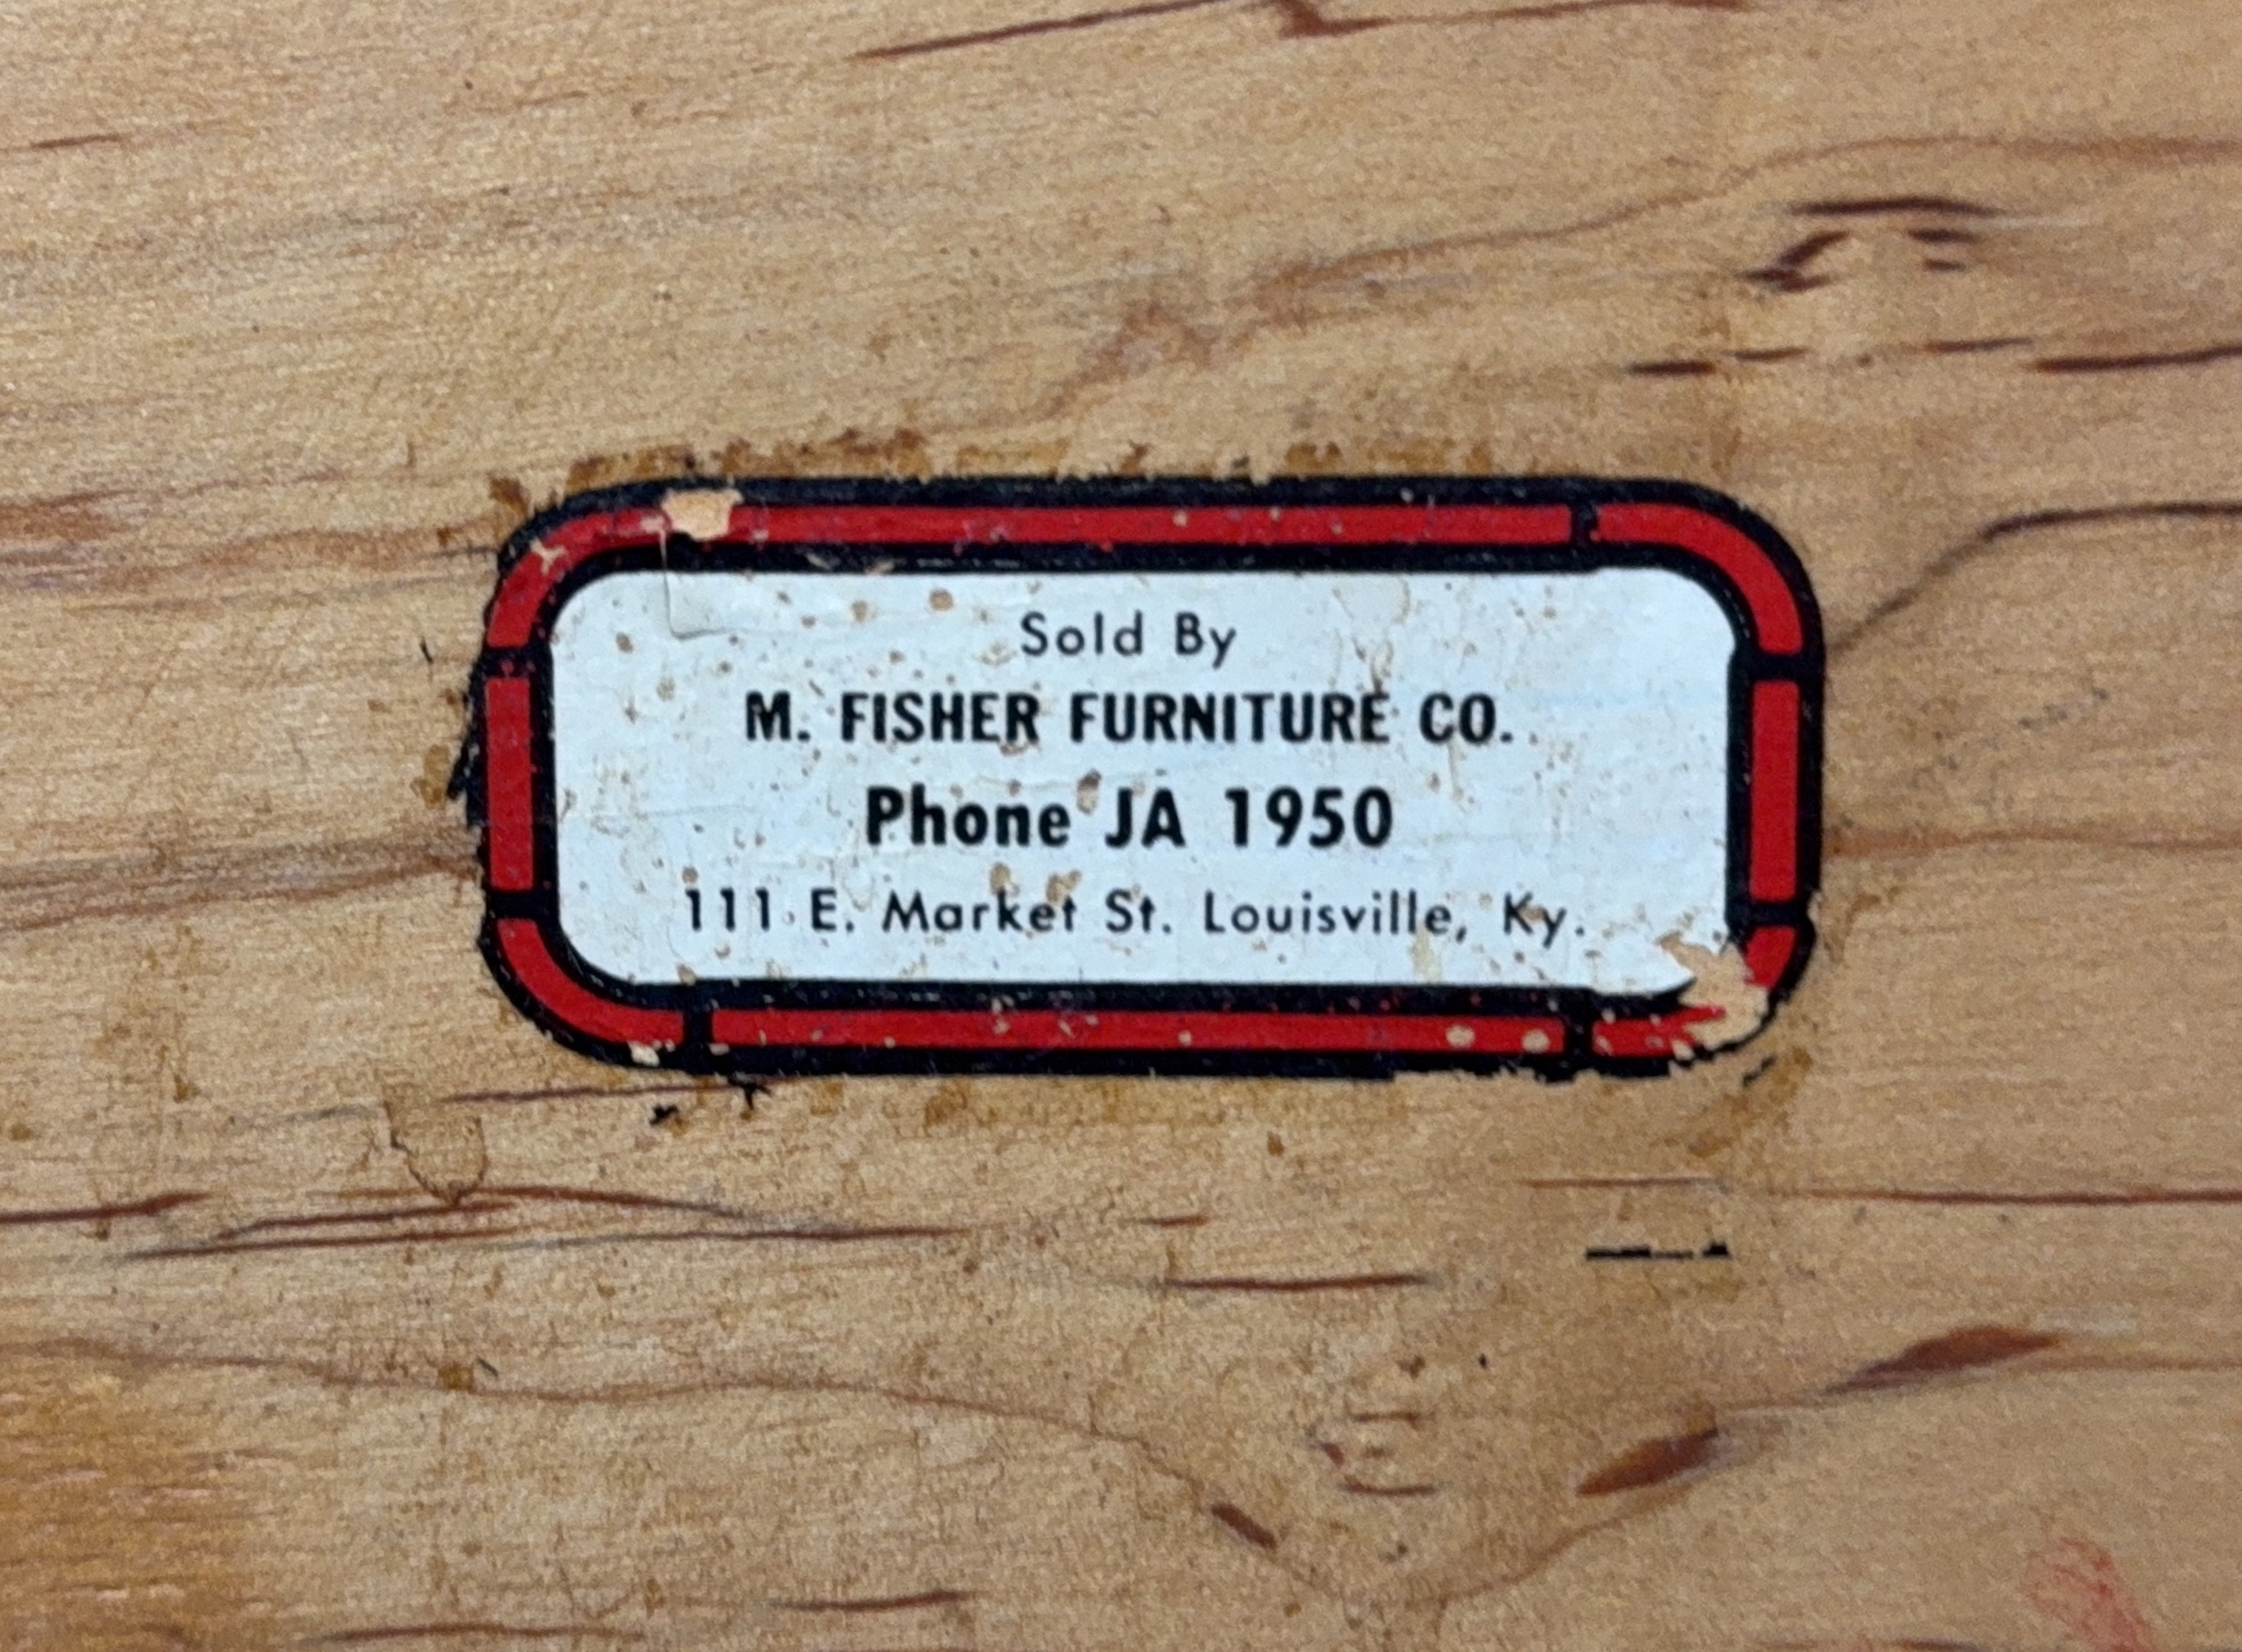 Sold By
M. FISHER FURNITURE CO.
Phone JA 1950
111 E. Market St. Louisville, Ky.